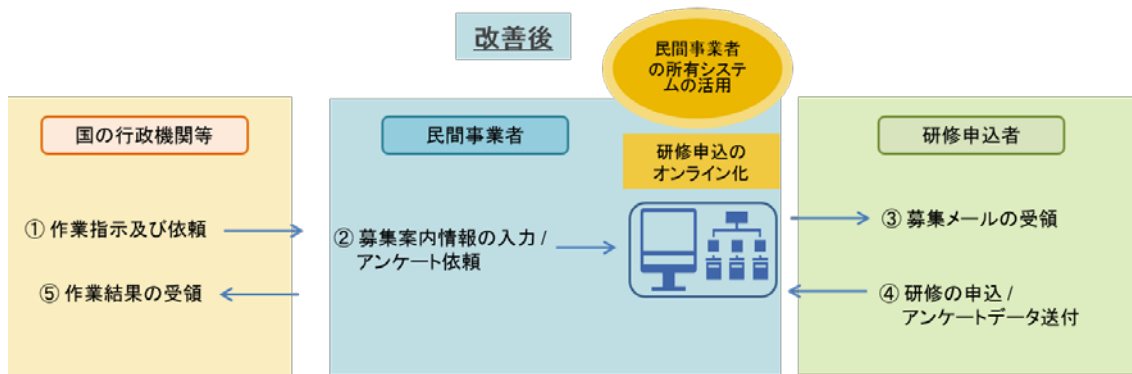 改善後
民間事業者
の所有システ
ムの活用
国の行政機関等
民間事業者
研修申込の
オンライン化
研修申込者
① 作業指示及び依頼
② 募集案内情報の入力 /
アンケート依頼
③ 募集メールの受領
⑤ 作業結果の受領
④ 研修の申込 /
アンケートデータ送付